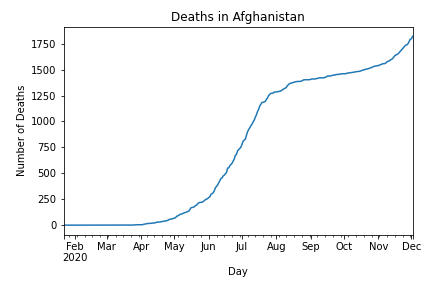 Deaths in Afghanistan
Number of Deaths
1750
1500
1250
1000
750
500
250
0
Feb Mar Apr May Jun Jul Aug Sep Oct Nov Dec
2020
Day